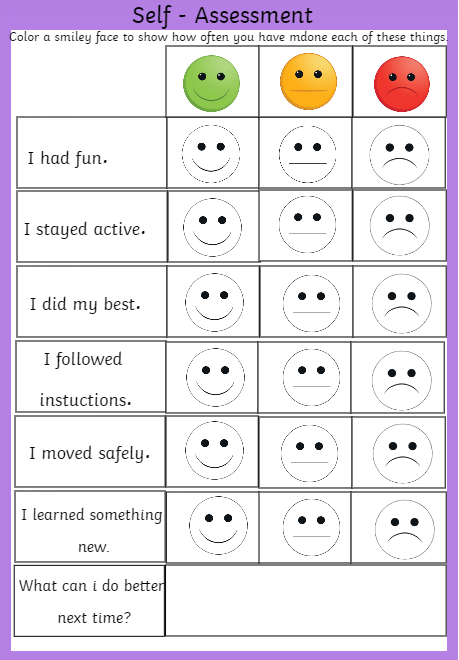 Self - Assessment
Color a smiley face to show how often you have mdone each of these things.
I had fun.
I stayed active.
I did my best.
I followed
instuctions.
I moved safely.
I learned something
new.
What can i do better
next time?